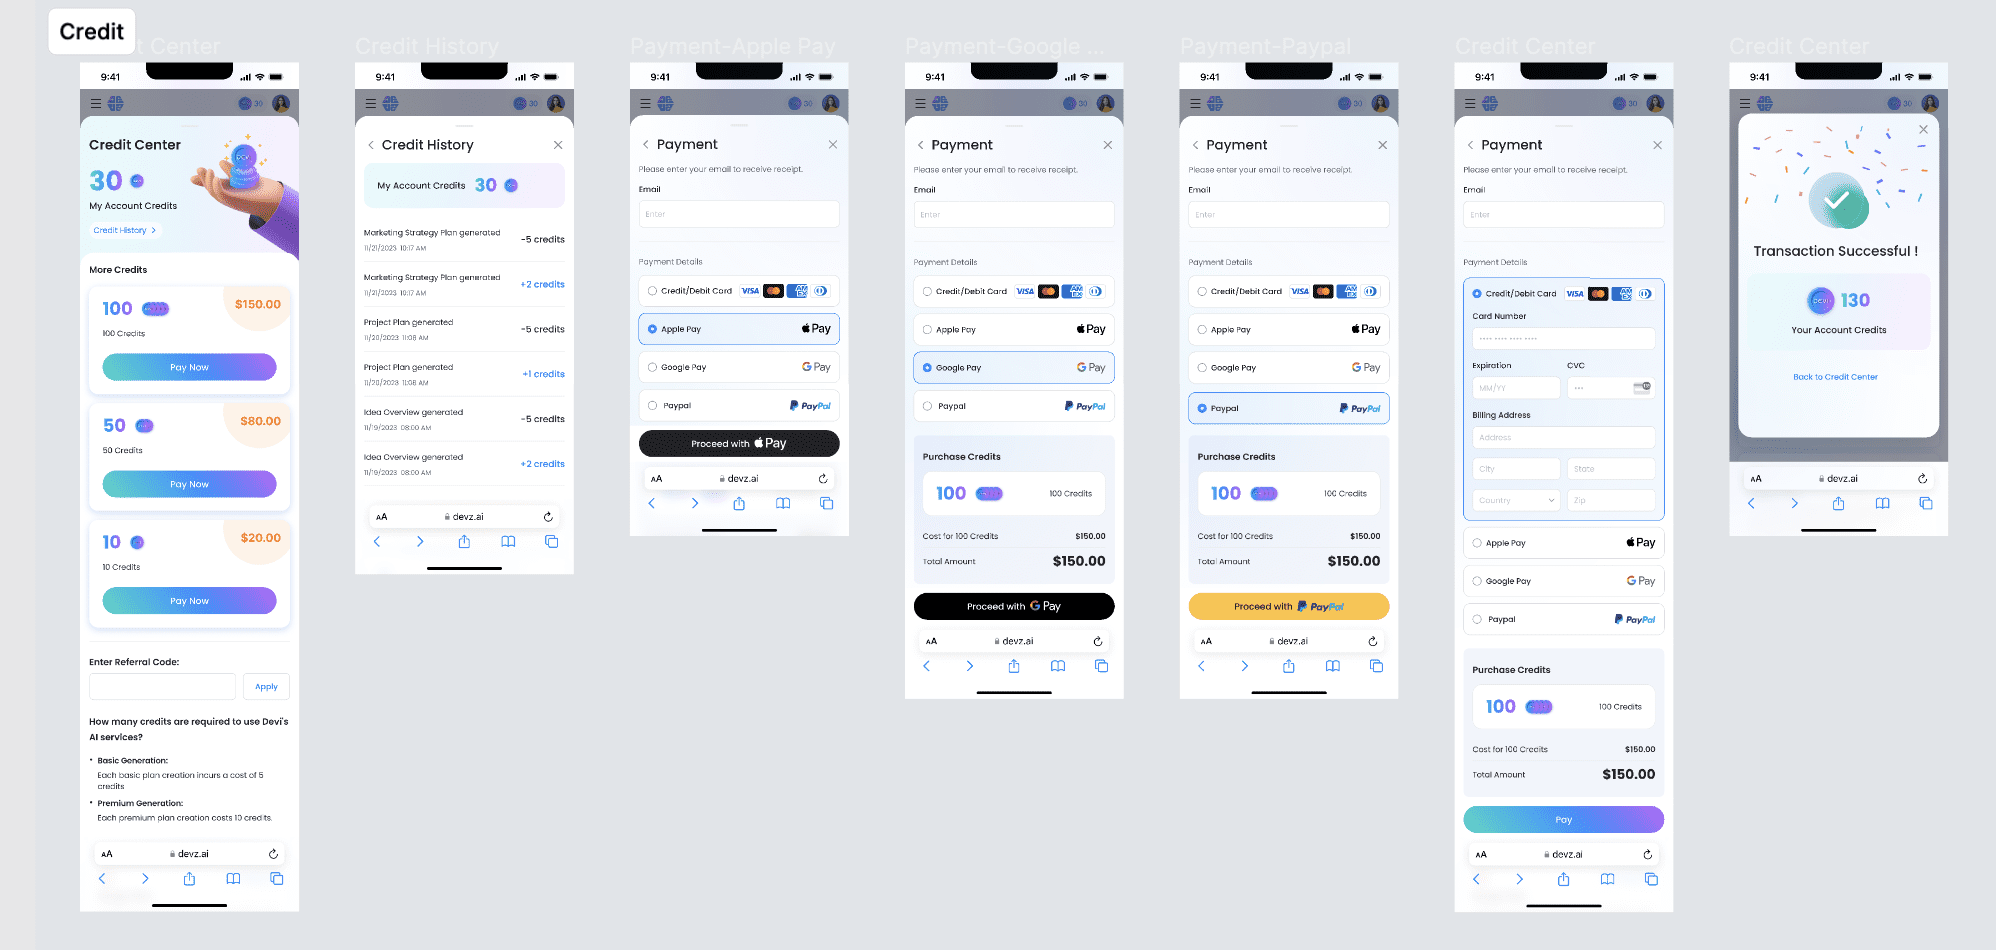 Credit
t Center
9:41
30
Credit Center
30
My Account Credits
Credit History >
More Credits
100
$150.00
100 Credits
Pay Now
50
$80.00
50 Credits
Pay Now
10
$20.00
10 Credits
Pay Now
Enter Referral Code:
Apply
How many credits are required to use Devi's
AI services?
• Basic Generation:
Each basic plan creation incurs a cost of 5
credits
• Premium Generation:
Each premium plan creation costs 10 credits.
AA devz.ai
Credit History
9:41
30
Credit History
My Account Credits 30
Marketing Strategy Plan generated
11/21/2023 10:17 AM
-5 credits
Marketing Strategy Plan generated
11/21/2023 10:17 AM
+2 credits
Project Plan generated
11/20/2023 11:08 AM
-5 credits
Project Plan generated
11/20/2023 11:08 AM
+1 credits
Idea Overview generated
11/19/2023 08:00 AM
-5 credits
Idea Overview generated
11/19/2023 08:00 AM
+2 credits
AA devz.ai
Payment-Apple Pay
9:41
30
Payment
Please enter your email to receive receipt.
Email
Enter
Payment Details
Credit/Debit Card VISA AMEX
Apple Pay Pay
Google Pay G Pay
Paypal PayPal
Proceed with Pay
AA devz.ai
Payment-Google ...
9:41
30
Payment
Please enter your email to receive receipt.
Email
Enter
Payment Details
Credit/Debit Card VISA AMEX
Apple Pay Pay
Google Pay G Pay
Paypal PayPal
Purchase Credits
100 100 Credits
Cost for 100 Credits $150.00
Total Amount $150.00
Proceed with G Pay
AA devz.ai
Payment-Paypal
9:41
30
Payment
Please enter your email to receive receipt.
Email
Enter
Payment Details
Credit/Debit Card VISA AMEX
Apple Pay Pay
Google Pay G Pay
Paypal PayPal
Purchase Credits
100 100 Credits
Cost for 100 Credits $150.00
Total Amount $150.00
Proceed with PayPal
AA devz.ai
Credit Center
9:41
30
Payment
Please enter your email to receive receipt.
Email
Enter
Payment Details
Credit/Debit Card VISA AMEX
Card Number
Expiration CVC
MM/YY
Billing Address
Address
City State
Country Zip
Apple Pay Pay
Google Pay G Pay
Paypal PayPal
Purchase Credits
100 100 Credits
Cost for 100 Credits $150.00
Total Amount $150.00
Pay
AA devz.ai
Credit Center
9:41
30
Transaction Successful !
130
Your Account Credits
Back to Credit Center
AA devz.ai